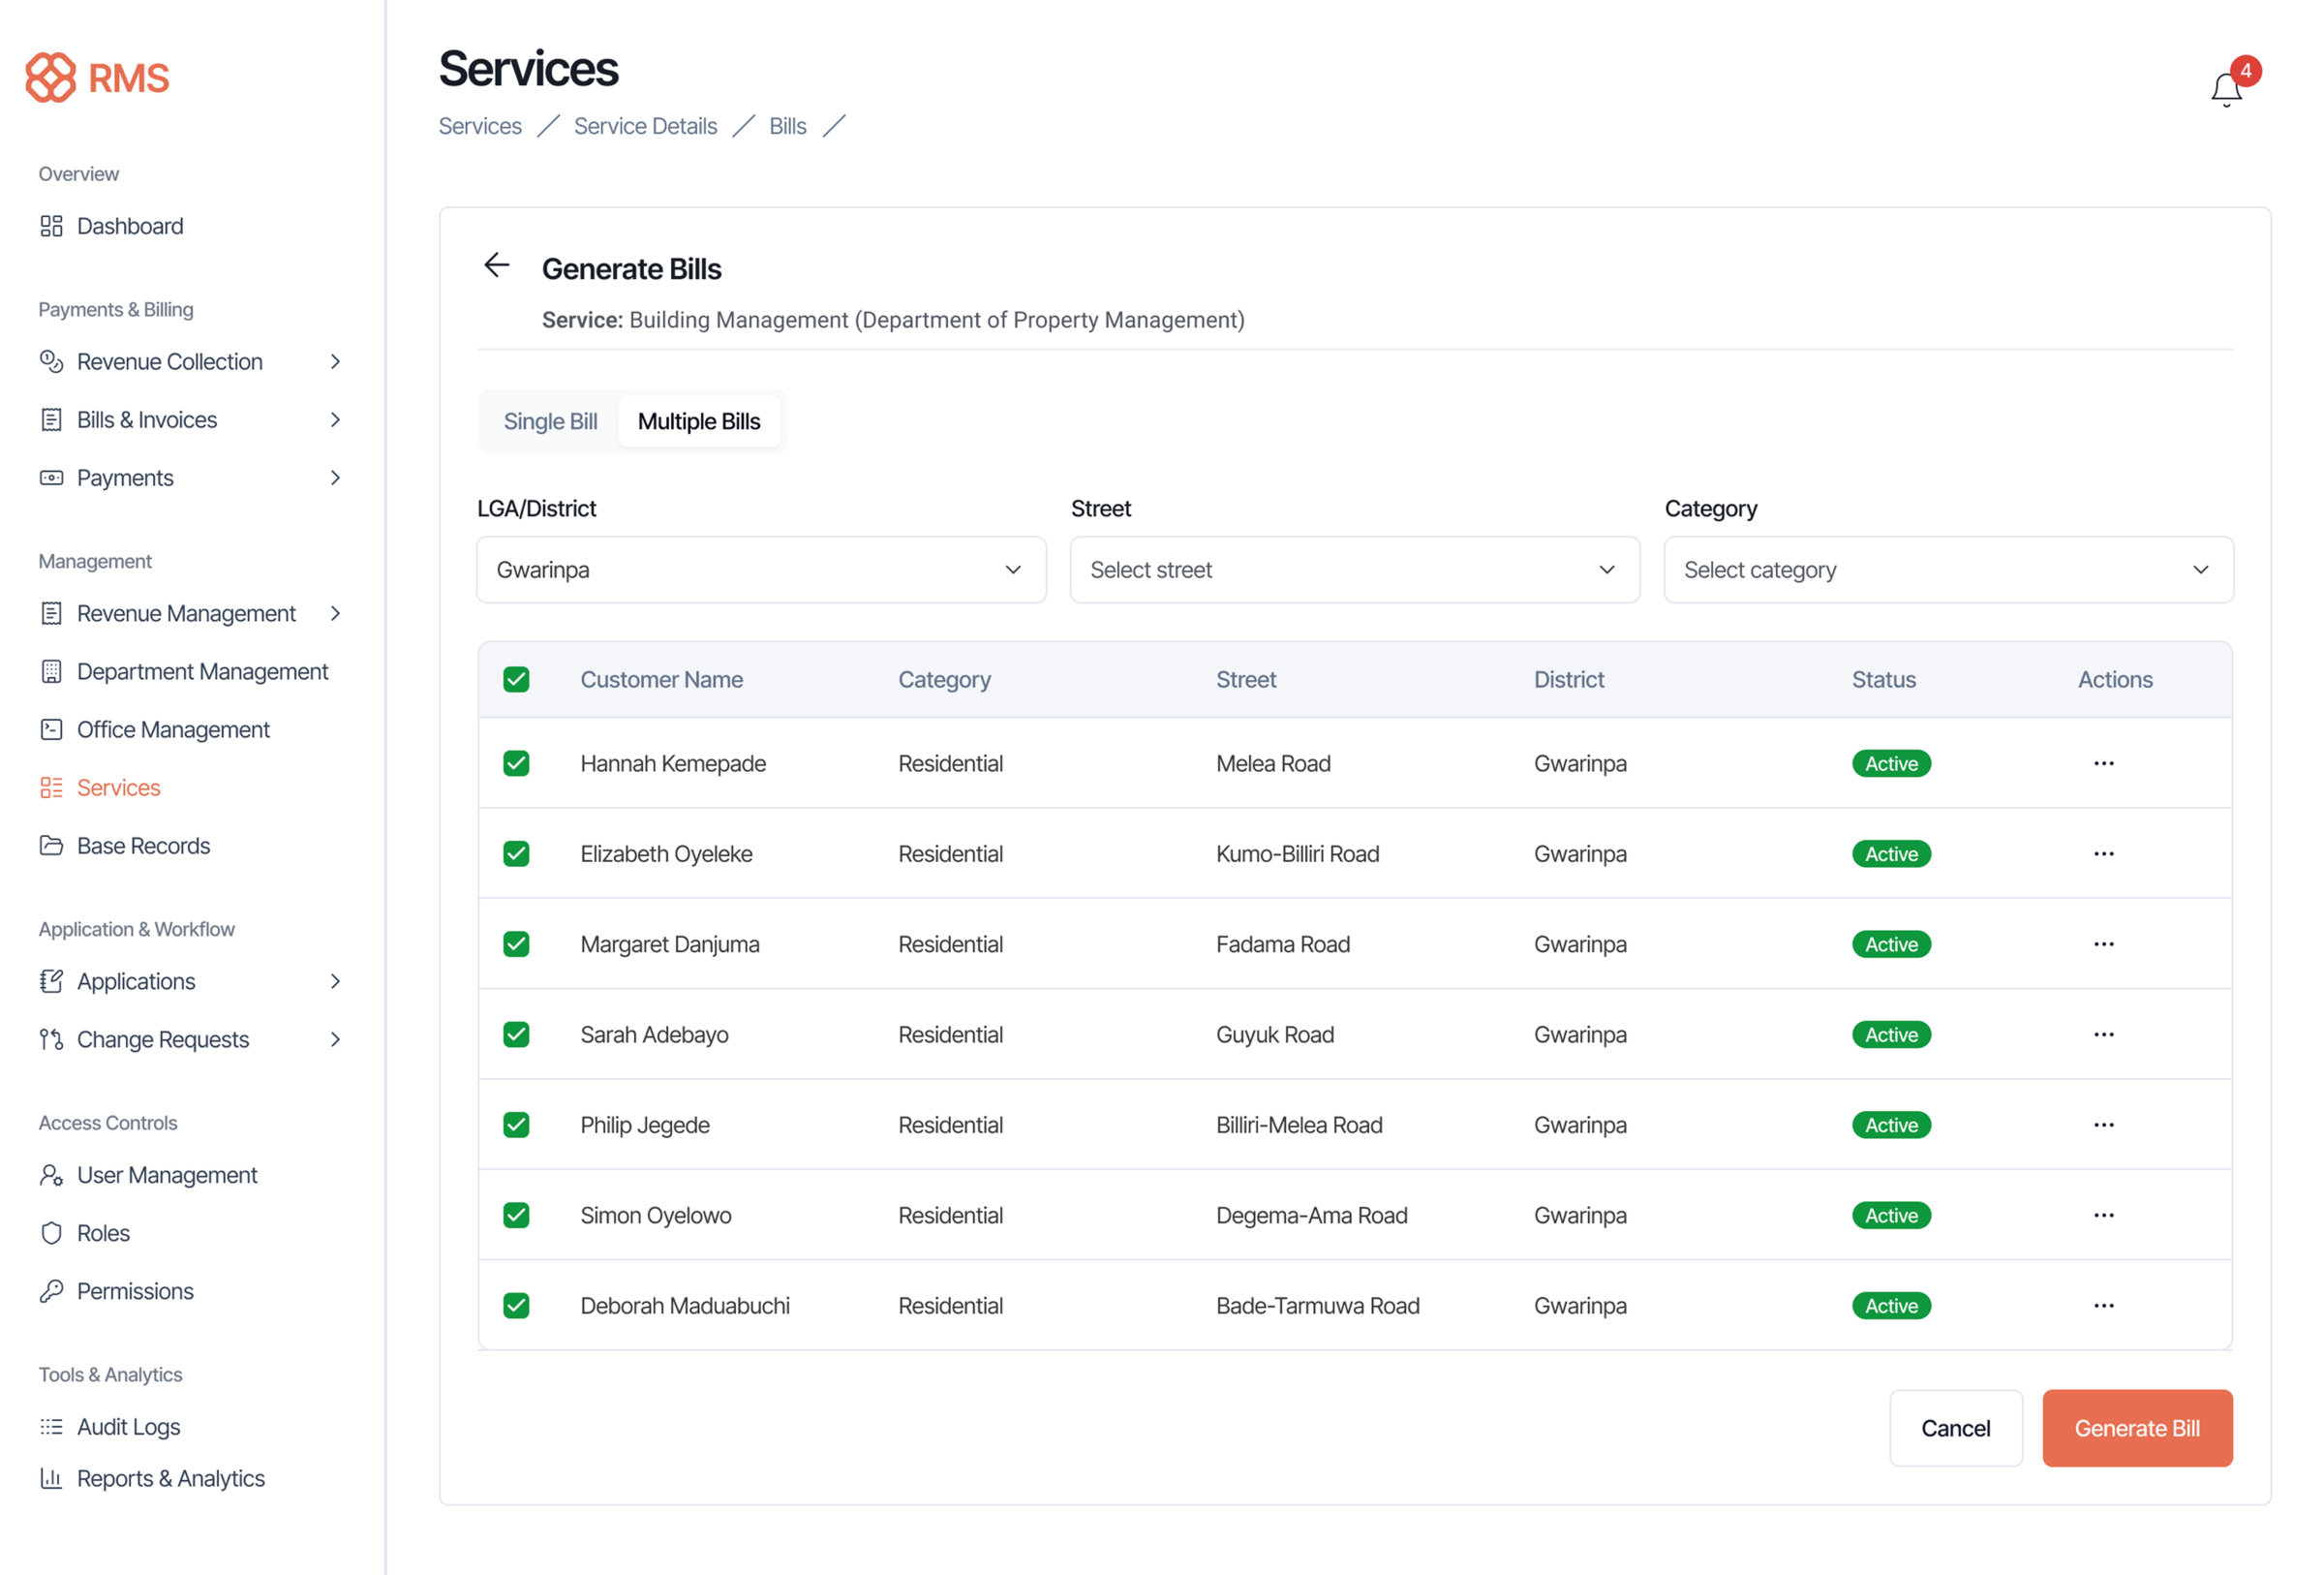 RMS
Overview
Dashboard
Payments & Billing
Revenue Collection
Bills & Invoices
Payments
Management
Revenue Management
Department Management
Office Management
Services
Base Records
Application & Workflow
Applications
Change Requests
Access Controls
User Management
Roles
Permissions
Tools & Analytics
Audit Logs
Reports & Analytics
Services
4
Services / Service Details / Bills /
Generate Bills
Service: Building Management (Department of Property Management)
Single Bill Multiple Bills
LGA/District Street Category
Gwarinpa Select street Select category
Customer Name Category Street District Status Actions
Hannah Kemepade Residential Melea Road Gwarinpa Active ...
Elizabeth Oyeleke Residential Kumo-Billiri Road Gwarinpa Active ...
Margaret Danjuma Residential Fadama Road Gwarinpa Active ...
Sarah Adebayo Residential Guyuk Road Gwarinpa Active ...
Philip Jegede Residential Billiri-Melea Road Gwarinpa Active ...
Simon Oyelowo Residential Degema-Ama Road Gwarinpa Active ...
Deborah Maduabuchi Residential Bade-Tarmuwa Road Gwarinpa Active ...
Cancel Generate Bill